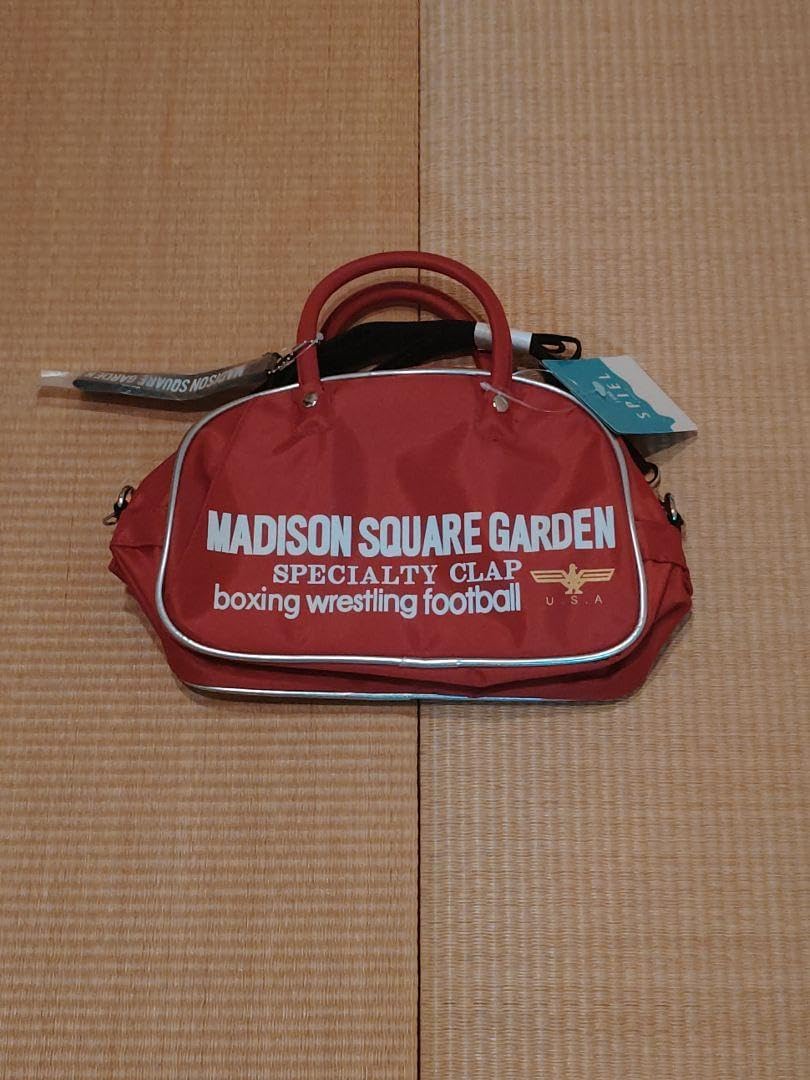 MADISON SQUARE GARDEN
SPIEL
MADISON SQUARE GARDEN
SPECIALTY CLAP
boxing wrestling football
U.S.A